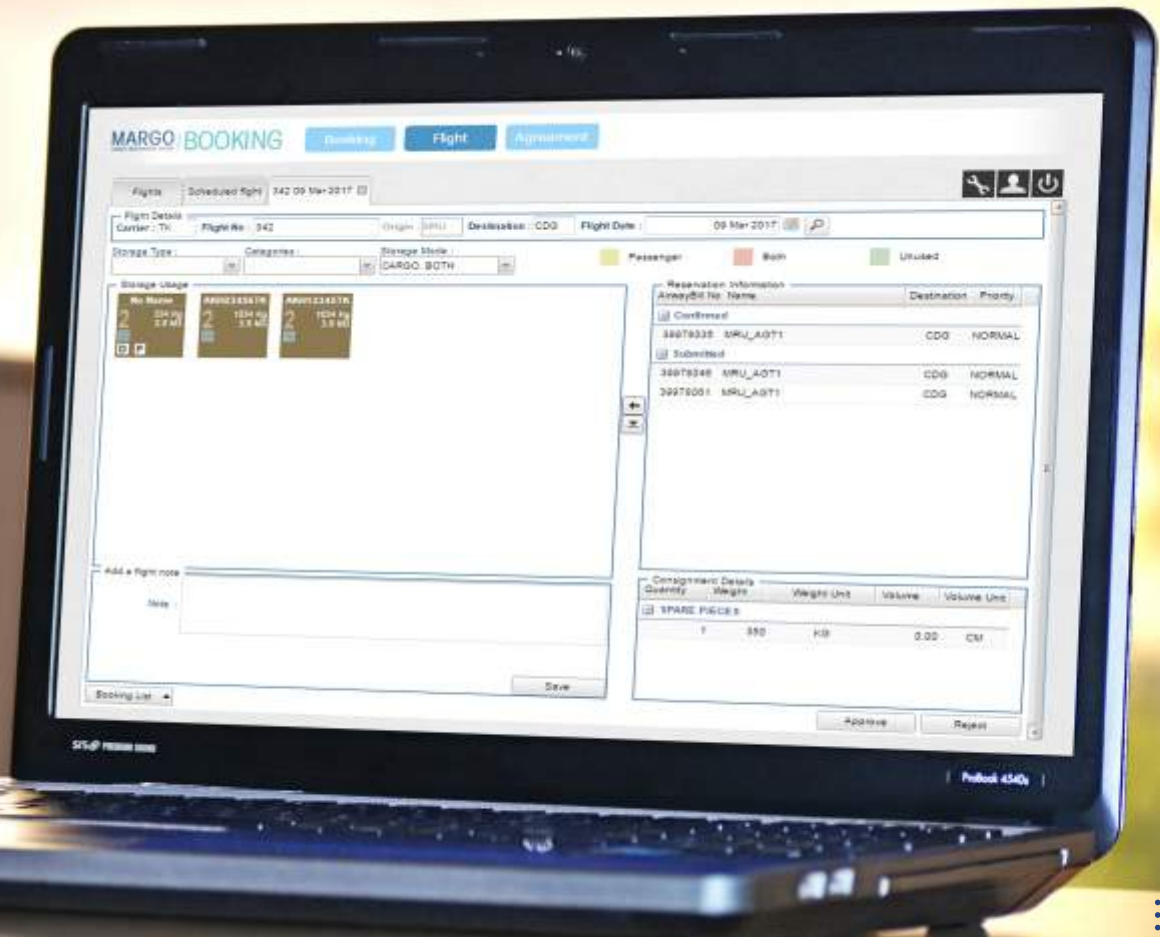 MARGO BOOKING Booking Flight Agreement
Flights Scheduled flight 342 09 Mar 2017
Flight Details
Carrier : TK Flight No : 342 Origin : MRU Destination : CDG Flight Date : 09 Mar 2017
Storage Type : Categories : Storage Mode :
CARGO, BOTH
Passenger Both Unused
Storage Usage
No Name
2
2
2
Reservation Information
AirwayBill No Name Destination Priority
Confirmed
MRU_AGT1 CDG NORMAL
Submitted
MRU_AGT1 CDG NORMAL
MRU_AGT1 CDG NORMAL
Add a flight note
Note :
Save
Consignment Details
Quantity Weight Weight Unit Volume Volume Unit
SPARE PIECES
1 350 KG 0.00 CM
Booking List
Approve Reject
ProBook 4540s